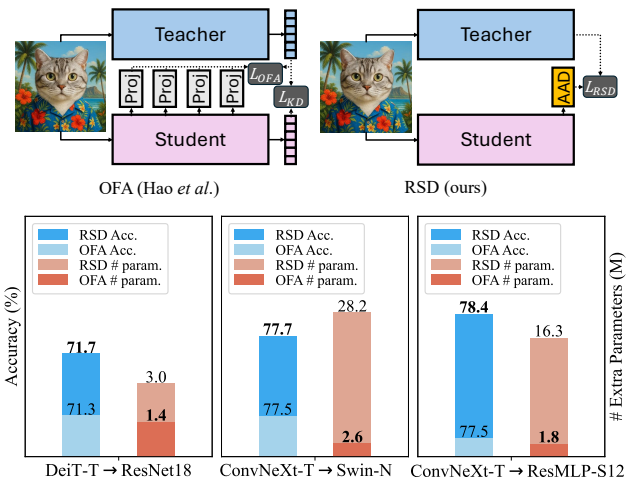 Teacher
Proj
Proj
Proj
Proj
L_OFA
L_KD
Student
OFA (Hao et al.)
Teacher
AAD
L_RSD
Student
RSD (ours)
Accuracy (%)
RSD Acc.
OFA Acc.
RSD # param.
OFA # param.
71.7
71.3
3.0
1.4
DeiT-T → ResNet18
RSD Acc.
OFA Acc.
RSD # param.
OFA # param.
77.7
77.5
28.2
2.6
ConvNeXt-T → Swin-N
RSD Acc.
OFA Acc.
RSD # param.
OFA # param.
78.4
77.5
16.3
1.8
ConvNeXt-T → ResMLP-S12
# Extra Parameters (M)